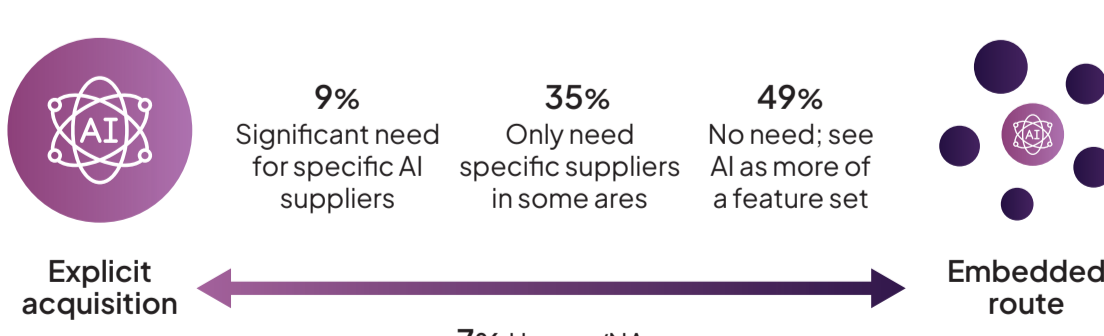 AI
9%
Significant need
for specific AI
suppliers
35%
Only need
specific suppliers
in some ares
49%
No need; see
AI as more of
a feature set
AI
Explicit
acquisition
Embedded
route